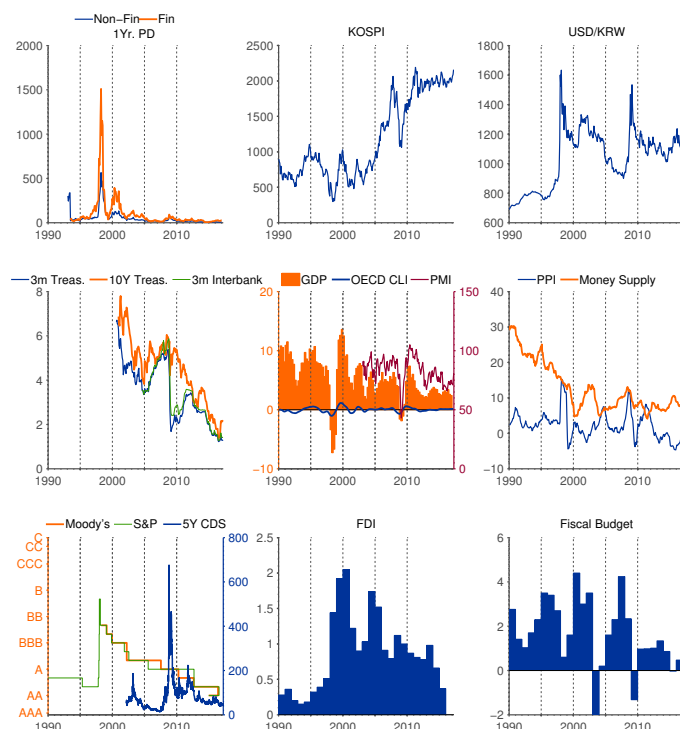 Non-Fin Fin
1Yr. PD
2000
1500
1000
500
0
1990 2000 2010
KOSPI
2500
2000
1500
1000
500
0
1990 2000 2010
USD/KRW
1800
1600
1400
1200
1000
800
600
1990 2000 2010
3m Treas. 10Y Treas. 3m Interbank
8
6
4
2
0
1990 2000 2010
GDP OECD CLI PMI
20 150
10 100
0 50
−10 0
1990 2000 2010
PPI Money Supply
40
30
20
10
0
−10
1990 2000 2010
Moody's S&P 5Y CDS
C 800
CC
CCC
600
B
BB 400
BBB
A 200
AA
AAA 0
1990 2000 2010
FDI
2.5
2
1.5
1
0.5
0
1990 2000 2010
Fiscal Budget
6
4
2
0
−2
1990 2000 2010